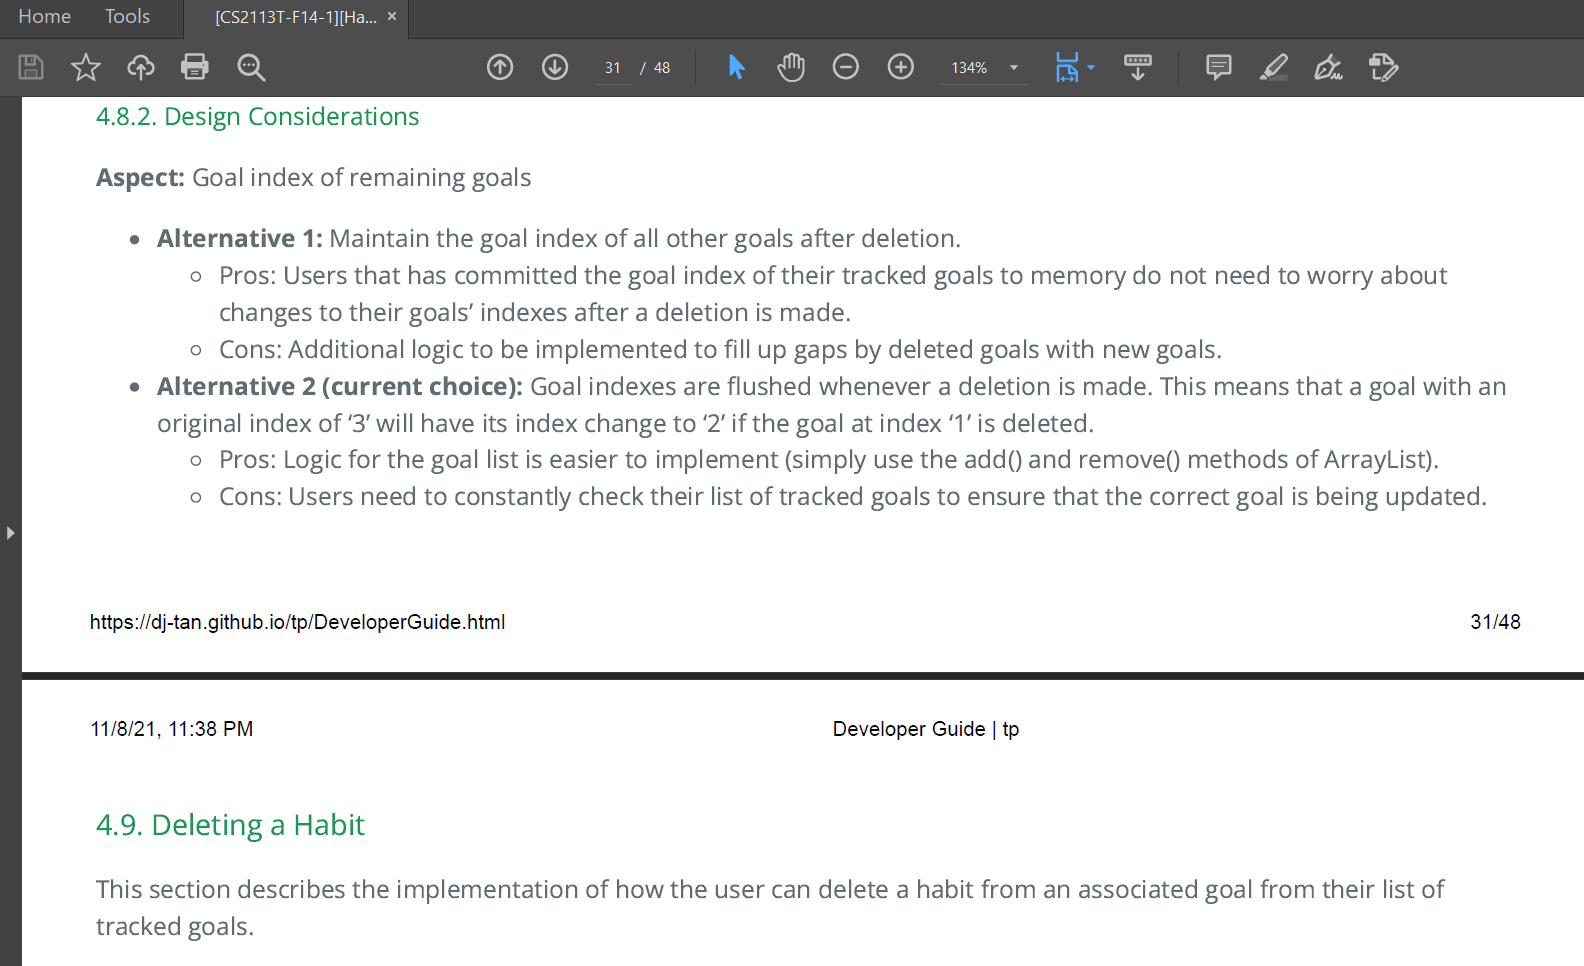 Home Tools [CS2113T-F14-1][Ha... ×
31 / 48 134%
4.8.2. Design Considerations
Aspect: Goal index of remaining goals
• Alternative 1: Maintain the goal index of all other goals after deletion.
○ Pros: Users that has committed the goal index of their tracked goals to memory do not need to worry about
changes to their goals’ indexes after a deletion is made.
○ Cons: Additional logic to be implemented to fill up gaps by deleted goals with new goals.
• Alternative 2 (current choice): Goal indexes are flushed whenever a deletion is made. This means that a goal with an
original index of ‘3’ will have its index change to ‘2’ if the goal at index ‘1’ is deleted.
○ Pros: Logic for the goal list is easier to implement (simply use the add() and remove() methods of ArrayList).
○ Cons: Users need to constantly check their list of tracked goals to ensure that the correct goal is being updated.
https://dj-tan.github.io/tp/DeveloperGuide.html 31/48
11/8/21, 11:38 PM Developer Guide | tp
4.9. Deleting a Habit
This section describes the implementation of how the user can delete a habit from an associated goal from their list of
tracked goals.